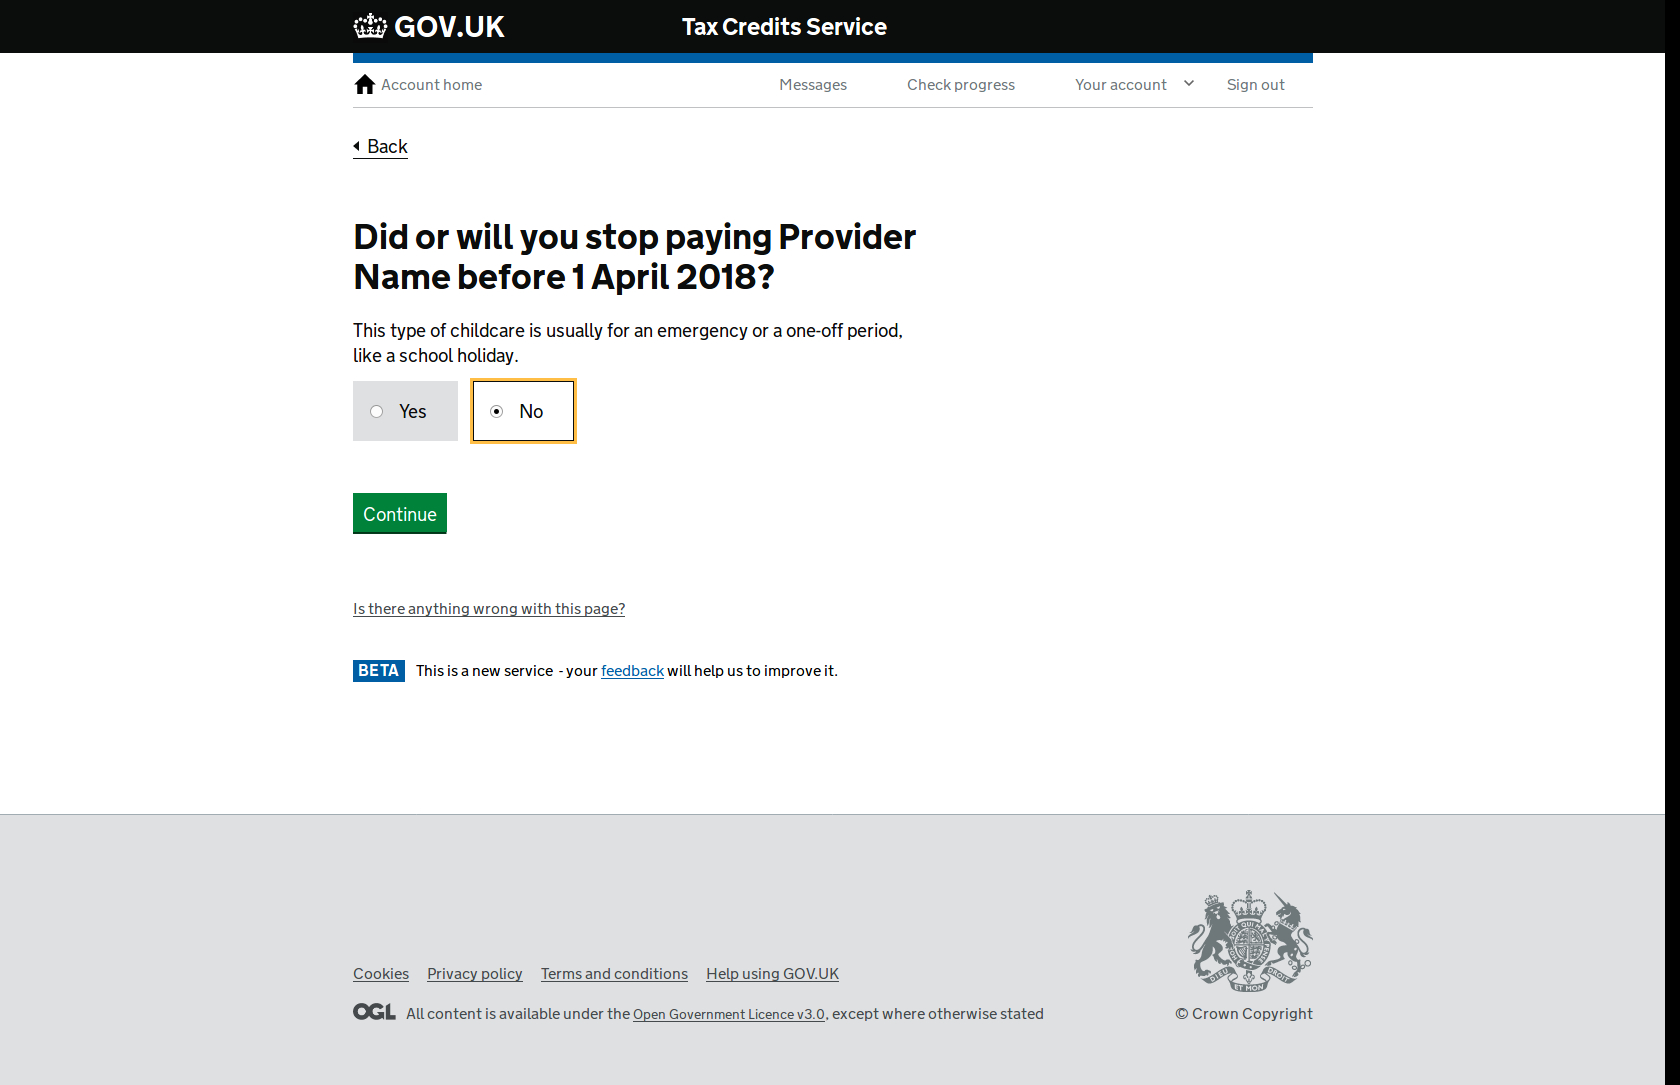 GOV.UK
Tax Credits Service
Account home
Messages
Check progress
Your account
Sign out
Back
Did or will you stop paying Provider
Name before 1 April 2018?
This type of childcare is usually for an emergency or a one-off period,
like a school holiday.
Yes
No
Continue
Is there anything wrong with this page?
BETA This is a new service - your feedback will help us to improve it.
Cookies
Privacy policy
Terms and conditions
Help using GOV.UK
OGL All content is available under the Open Government Licence v3.0, except where otherwise stated
DIEU ET MON DROIT
© Crown Copyright